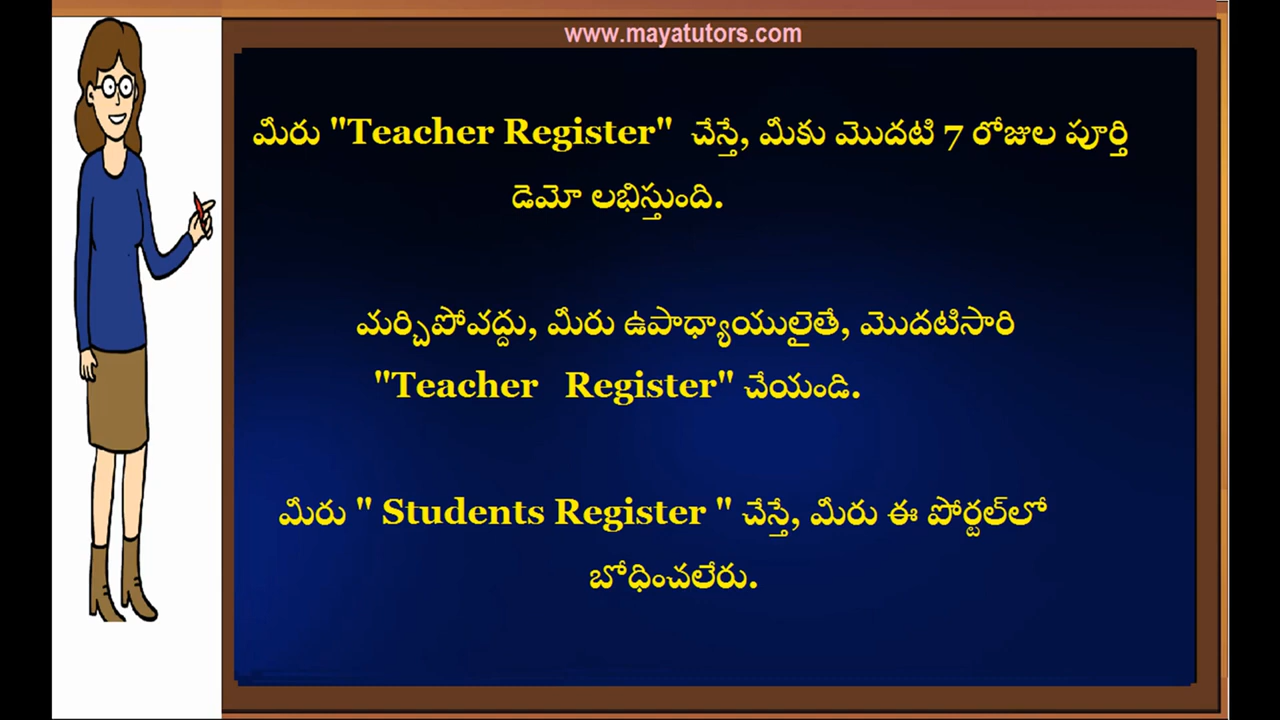 www.mayatutors.com
మీరు "Teacher Register" చేస్తే, మీకు మొదటి 7 రోజుల పూర్తి
డెమో లభిస్తుంది.
మర్చిపోవద్దు, మీరు ఉపాధ్యాయులైతే, మొదటిసారి
"Teacher Register" చేయండి.
మీరు " Students Register " చేస్తే, మీరు ఈ పోర్టల్‌లో
బోధించలేరు.